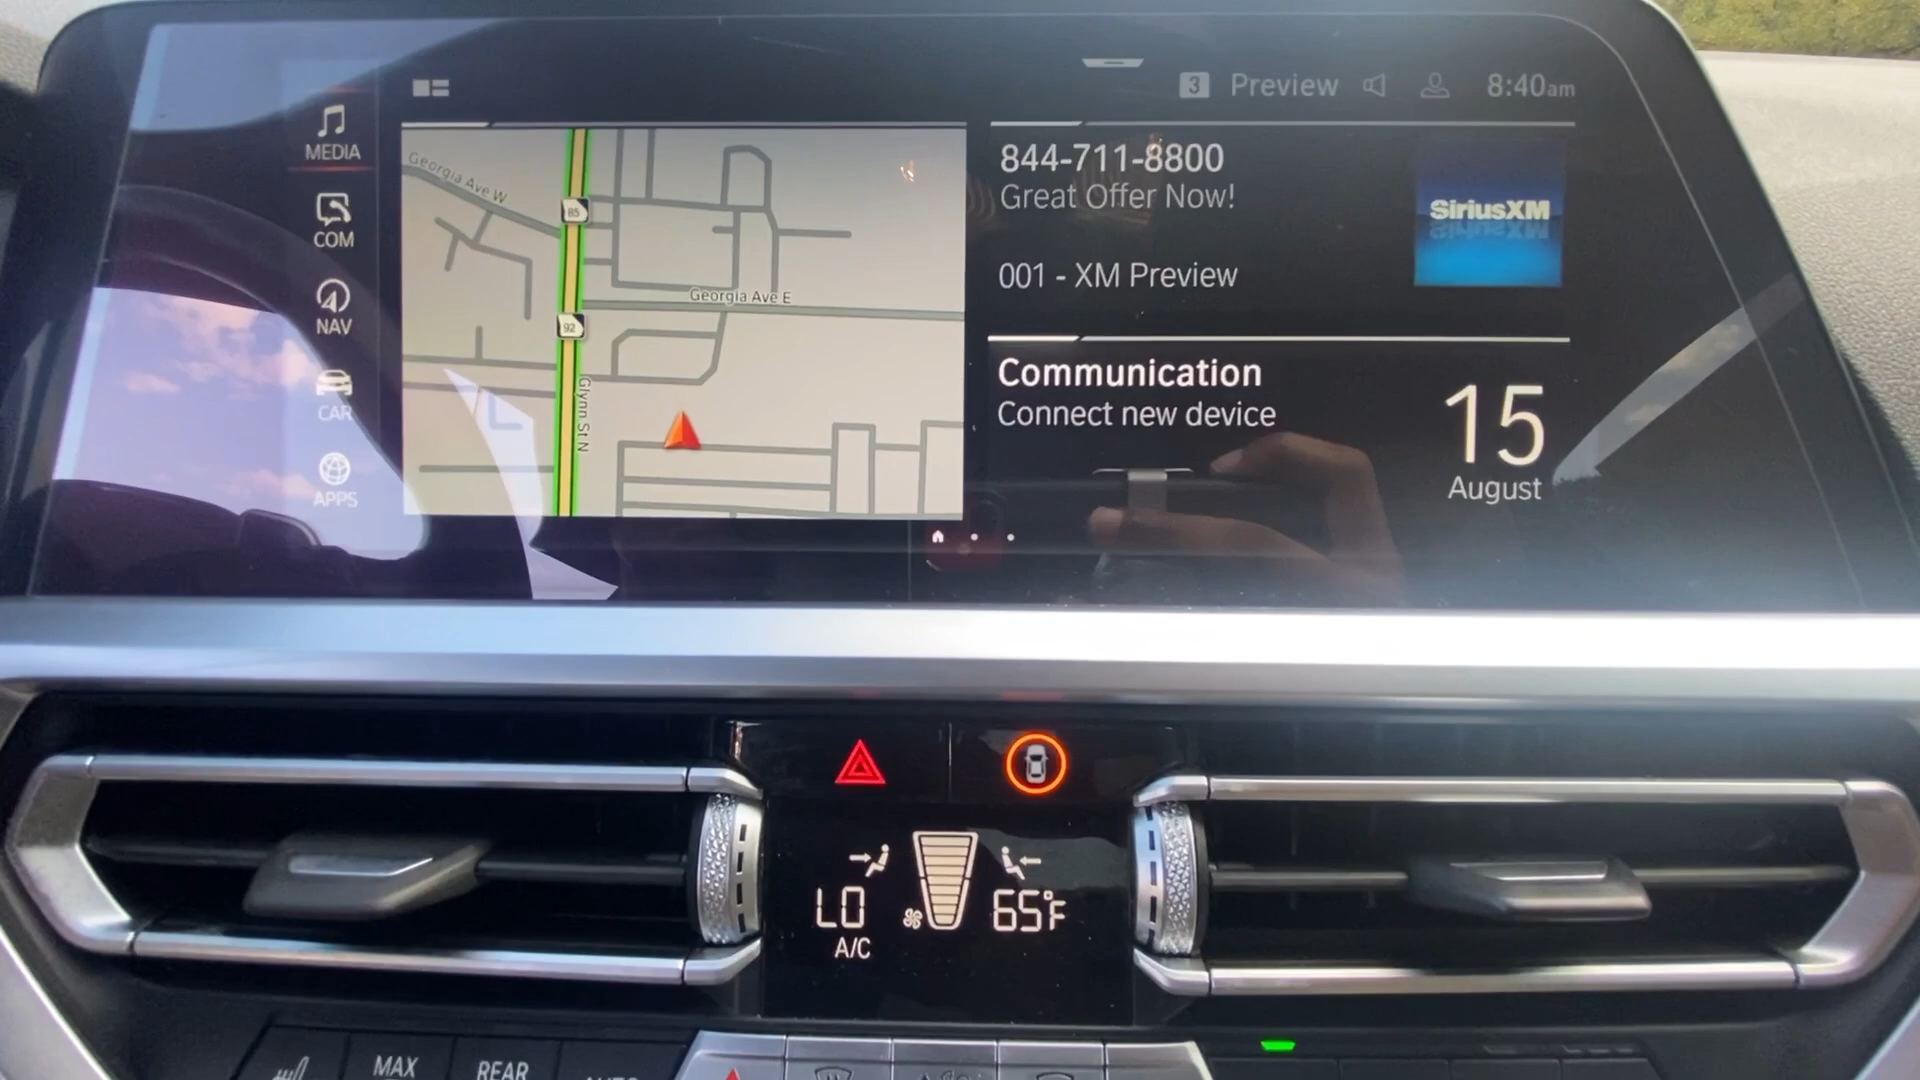 3 Preview 8:40am
MEDIA
COM
NAV
CAR
APPS
Georgia Ave W
85
Georgia Ave E
92
Glynn St N
844-711-8800
Great Offer Now!
001 - XM Preview
SiriusXM
Communication
Connect new device
15
August
LO
A/C
65°F
MAX
REAR